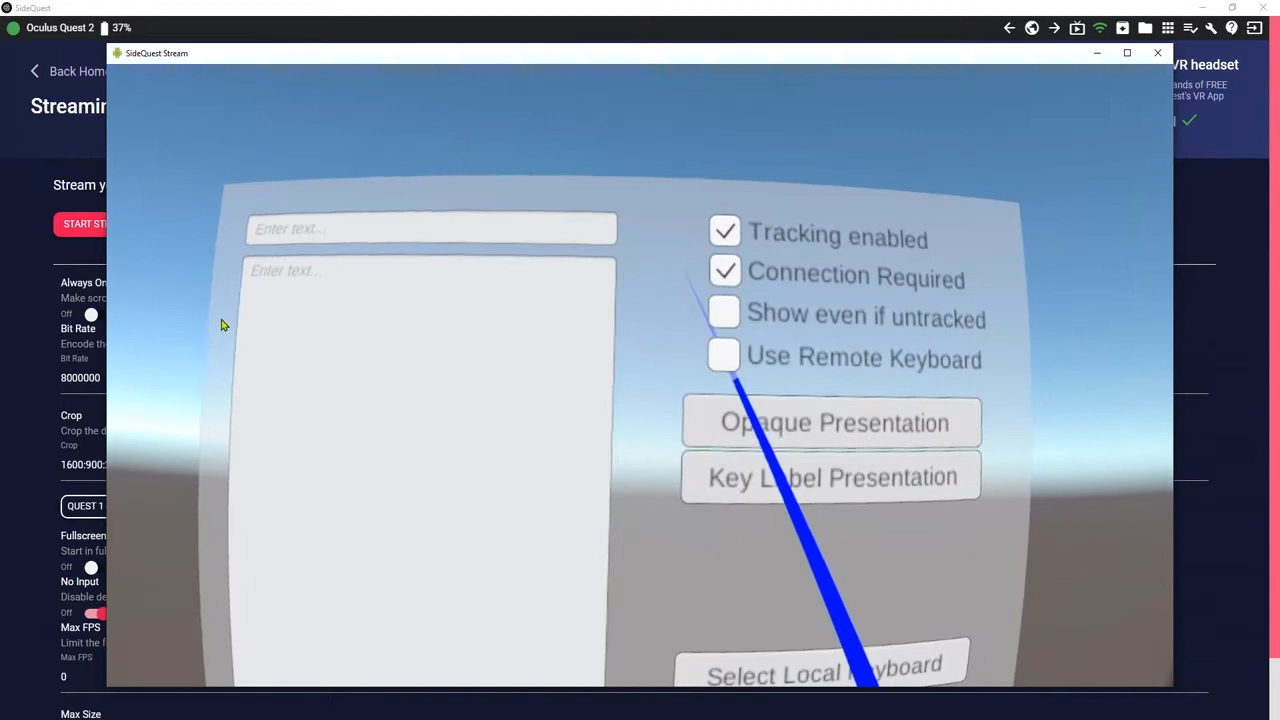 SideQuest
Oculus Quest 2 37%
Back Hom
VR headset
ands of FREE
est's VR App
Streamin
SideQuest Stream
Stream y
START ST
Always On
Make scr
Off
Bit Rate
Encode the
Bit Rate
8000000
Crop
Crop the d
Crop
1600:900:
QUEST 1
Fullscreen
Start in ful
Off
No Input
Disable de
Off
Max FPS
Limit the f
Max FPS
0
Max Size
Enter text...
Enter text...
Tracking enabled
Connection Required
Show even if untracked
Use Remote Keyboard
Opaque Presentation
Key Label Presentation
Select Local Keyboard